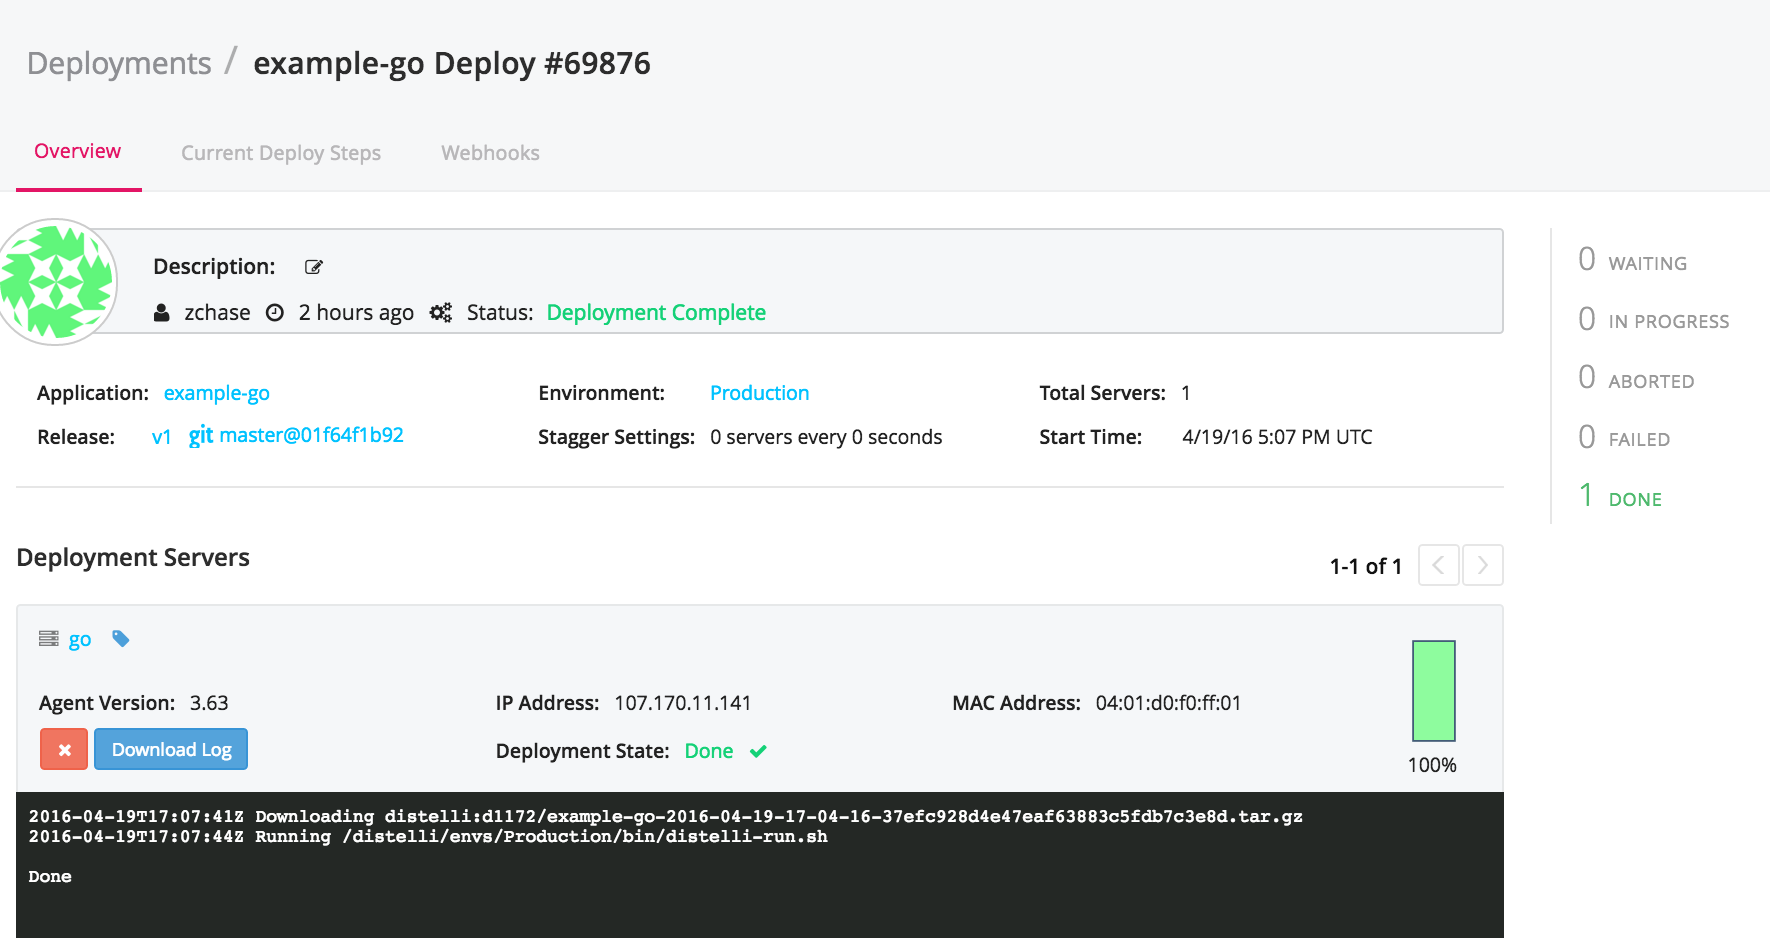 Deployments / example-go Deploy #69876
Overview Current Deploy Steps Webhooks
Description:
zchase 2 hours ago Status: Deployment Complete
Application: example-go Environment: Production Total Servers: 1
Release: v1 git master@01f64f1b92 Stagger Settings: 0 servers every 0 seconds Start Time: 4/19/16 5:07 PM UTC
0 WAITING
0 IN PROGRESS
0 ABORTED
0 FAILED
1 DONE
Deployment Servers 1-1 of 1
go
Agent Version: 3.63 IP Address: 107.170.11.141 MAC Address: 04:01:d0:f0:ff:01
Download Log Deployment State: Done
100%
2016-04-19T17:07:41Z Downloading distelli:d1172/example-go-2016-04-19-17-04-16-37efc928d4e47eaf63883c5fdb7c3e8d.tar.gz
2016-04-19T17:07:44Z Running /distelli/envs/Production/bin/distelli-run.sh
Done